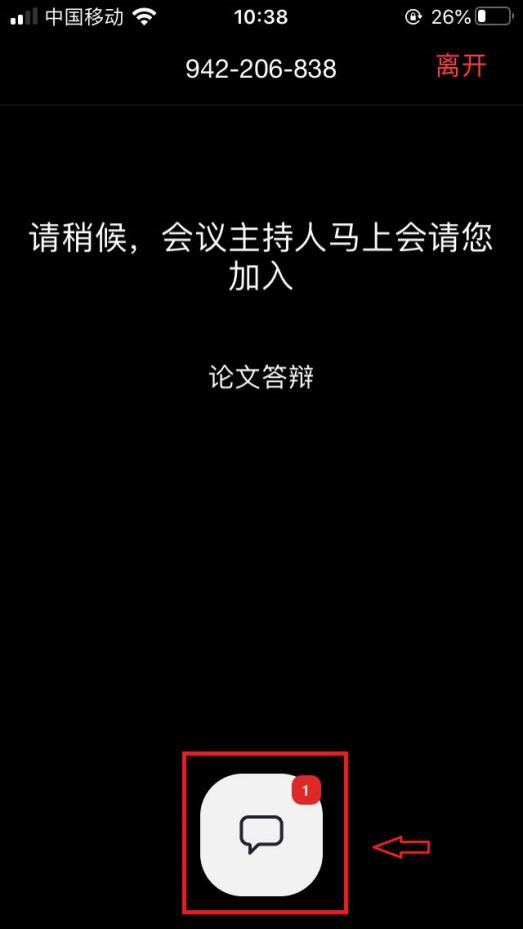 中国移动 10:38 26%
942-206-838 离开
请稍候，会议主持人马上会请您
加入
论文答辩
1